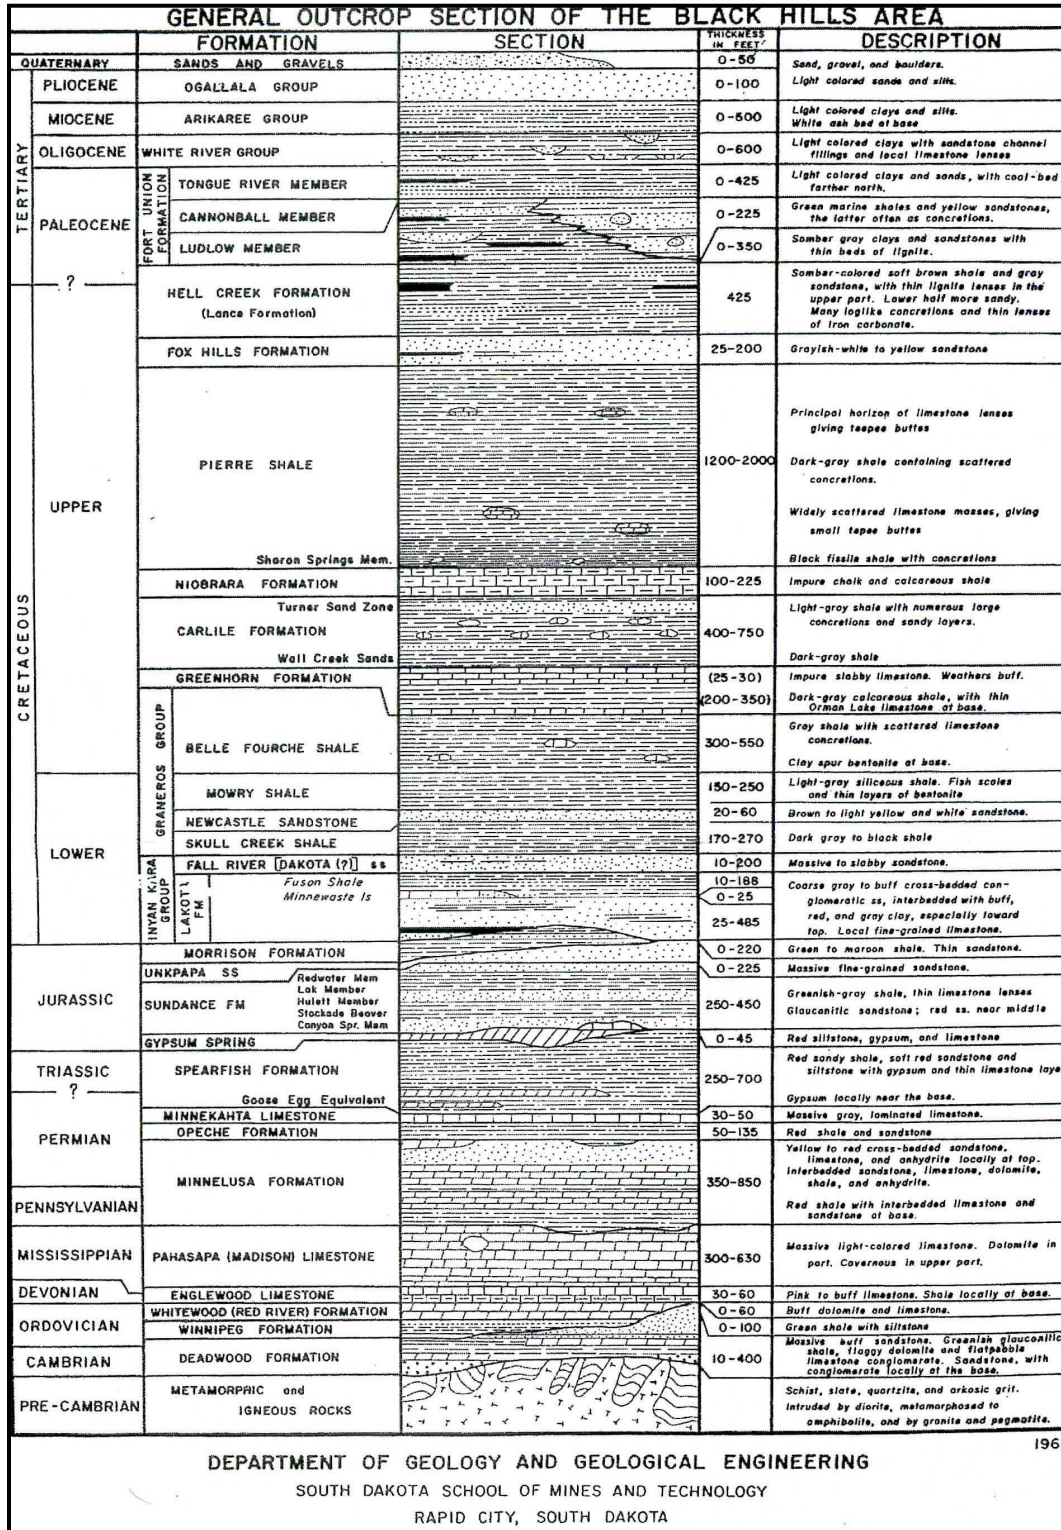 GENERAL OUTCROP SECTION OF THE BLACK HILLS AREA
FORMATION SECTION THICKNESS IN FEET DESCRIPTION
QUATERNARY SANDS AND GRAVELS 0-50 Sand, gravel, and boulders.
TERTIARY
PLIOCENE OGALLALA GROUP 0-100 Light colored sands and silts.
MIOCENE ARIKAREE GROUP 0-500 Light colored clays and silts.
White ash bed at base
OLIGOCENE WHITE RIVER GROUP 0-600 Light colored clays with sandstone channel
fillings and local limestone lenses
PALEOCENE
FORT UNION FORMATION
TONGUE RIVER MEMBER 0-425 Light colored clays and sands, with coal-bed
farther north.
CANNONBALL MEMBER 0-225 Green marine shales and yellow sandstones,
the latter often as concretions.
LUDLOW MEMBER 0-350 Somber gray clays and sandstones with
thin beds of lignite.
?
CRETACEOUS
UPPER
HELL CREEK FORMATION 425 Somber-colored soft brown shale and gray
(Lance Formation) sandstone, with thin lignite lenses in the
upper part. Lower half more sandy.
Many loglike concretions and thin lenses
of iron carbonate.
FOX HILLS FORMATION 25-200 Grayish-white to yellow sandstone
PIERRE SHALE 1200-2000 Principal horizon of limestone lenses
giving teepee buttes
Dark-gray shale containing scattered
concretions.
Widely scattered limestone masses, giving
small tepee buttes
Sharon Springs Mem. Black fissile shale with concretions
NIOBRARA FORMATION 100-225 Impure chalk and calcareous shale
Turner Sand Zone Light-gray shale with numerous large
CARLILE FORMATION 400-750 concretions and sandy layers.
Wall Creek Sands Dark-gray shale
GREENHORN FORMATION (25-30) Impure slabby limestone. Weathers buff.
(200-350) Dark-gray calcareous shale, with thin
Orman Lake limestone at base.
GRANEROS GROUP
BELLE FOURCHE SHALE 300-550 Gray shale with scattered limestone
concretions.
Clay spur bentonite at base.
LOWER
MOWRY SHALE 150-250 Light-gray siliceous shale. Fish scales
and thin layers of bentonite
NEWCASTLE SANDSTONE 20-60 Brown to light yellow and white sandstone.
SKULL CREEK SHALE 170-270 Dark gray to black shale
INYAN KARA GROUP
FALL RIVER [DAKOTA (?)] ss 10-200 Massive to slabby sandstone.
LAKOTA FM
Fuson Shale 10-188 Coarse gray to buff cross-bedded con-
Minnewaste ls 0-25 glomeratic ss, interbedded with buff,
25-485 red, and gray clay, especially toward
top. Local fine-grained limestone.
JURASSIC
MORRISON FORMATION 0-220 Green to maroon shale. Thin sandstone.
UNKPAPA SS 0-225 Massive fine-grained sandstone.
SUNDANCE FM 250-450 Greenish-gray shale, thin limestone lenses
Redwater Mem Glauconitic sandstone; red ss. near middle
Lak Member
Hulett Member
Stockade Beaver
Canyon Spr. Mem
GYPSUM SPRING 0-45 Red siltstone, gypsum, and limestone
TRIASSIC
?
SPEARFISH FORMATION 250-700 Red sandy shale, soft red sandstone and
siltstone with gypsum and thin limestone laye
Goose Egg Equivalent Gypsum locally near the base.
PERMIAN
MINNEKAHTA LIMESTONE 30-50 Massive gray, laminated limestone.
OPECHE FORMATION 50-135 Red shale and sandstone
MINNELUSA FORMATION 350-850 Yellow to red cross-bedded sandstone,
limestone, and anhydrite locally at top.
Interbedded sandstone, limestone, dolomite,
shale, and anhydrite.
PENNSYLVANIAN Red shale with interbedded limestone and
sandstone at base.
MISSISSIPPIAN PAHASAPA (MADISON) LIMESTONE 300-630 Massive light-colored limestone. Dolomite in
part. Cavernous in upper part.
DEVONIAN ENGLEWOOD LIMESTONE 30-60 Pink to buff limestone. Shale locally at base.
ORDOVICIAN WHITEWOOD (RED RIVER) FORMATION 0-60 Buff dolomite and limestone.
WINNIPEG FORMATION 0-100 Green shale with siltstone
CAMBRIAN DEADWOOD FORMATION 10-400 Massive buff sandstone. Greenish glauconitic
shale, flaggy dolomite and flatpebble
limestone conglomerate. Sandstone, with
conglomerate locally at the base.
PRE-CAMBRIAN METAMORPHIC and Schist, slate, quartzite, and arkosic grit.
IGNEOUS ROCKS Intruded by diorite, metamorphosed to
amphibolite, and by granite and pegmatite.
196
DEPARTMENT OF GEOLOGY AND GEOLOGICAL ENGINEERING
SOUTH DAKOTA SCHOOL OF MINES AND TECHNOLOGY
RAPID CITY, SOUTH DAKOTA